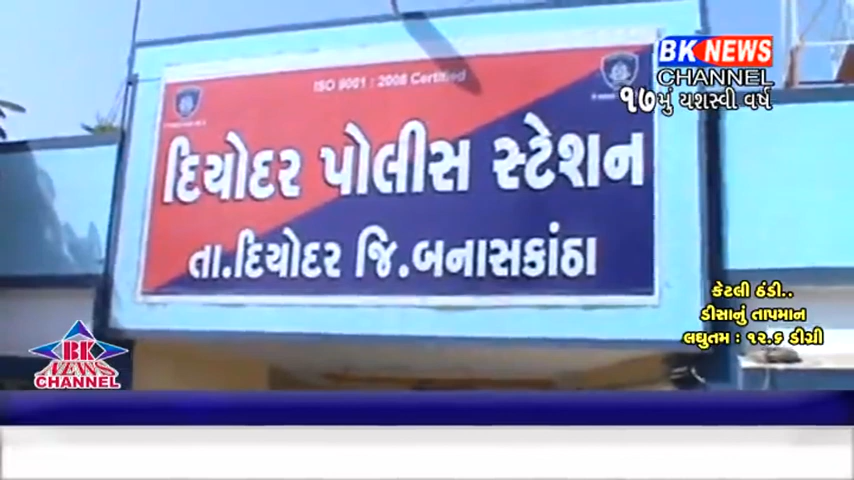 BK NEWS
CHANNEL
૧૭મું યશસ્વી વર્ષ
ISO 9001 : 2008 Certified
દિયોદર પોલીસ સ્ટેશન
તા.દિયોદર જિ.બનાસકાંઠા
કેટલી ઠંડી..
ડીસાનું તાપમાન
લઘુતમ : ૧૨.૬ ડીગ્રી
BK
NEWS
CHANNEL